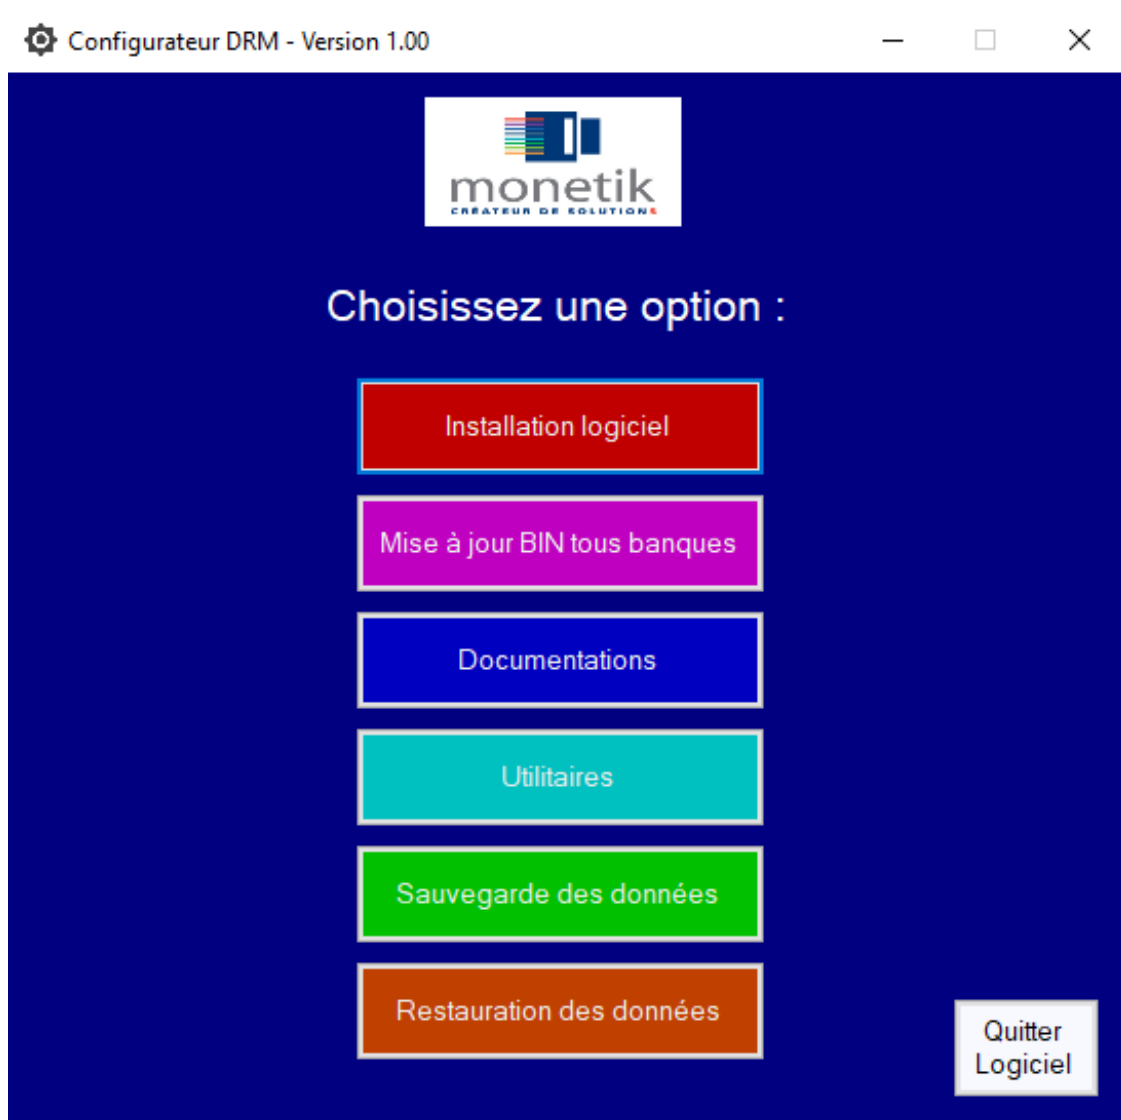 Configurateur DRM - Version 1.00
monetik
CRÉATEUR DE SOLUTIONS
Choisissez une option :
Installation logiciel
Mise à jour BIN tous banques
Documentations
Utilitaires
Sauvegarde des données
Restauration des données
Quitter
Logiciel